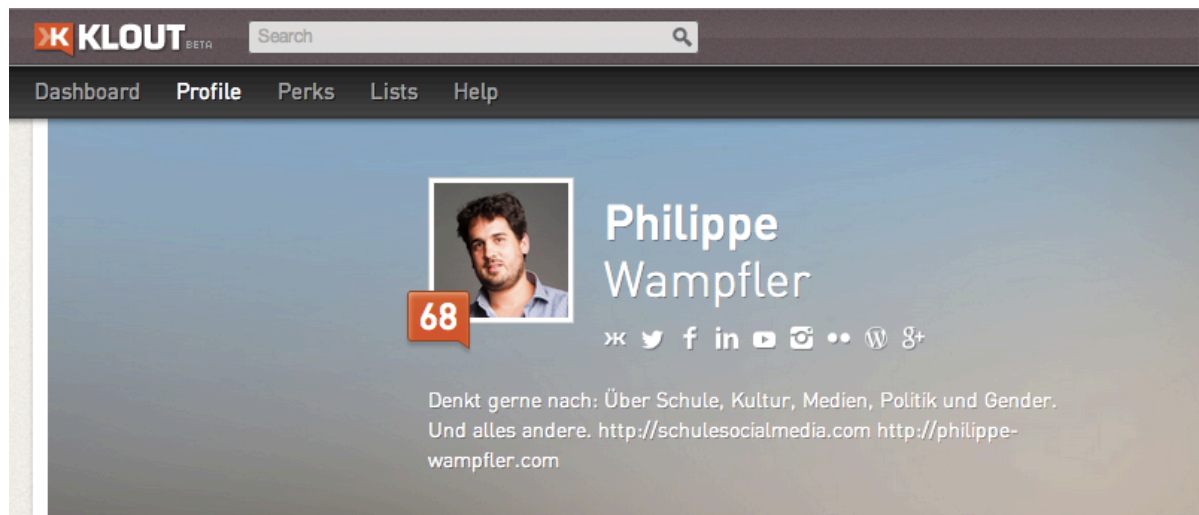 KLOUT BETA
Search
Dashboard Profile Perks Lists Help
Philippe
Wampfler
68
Denkt gerne nach: Über Schule, Kultur, Medien, Politik und Gender.
Und alles andere. http://schulesocialmedia.com http://philippe-
wampfler.com